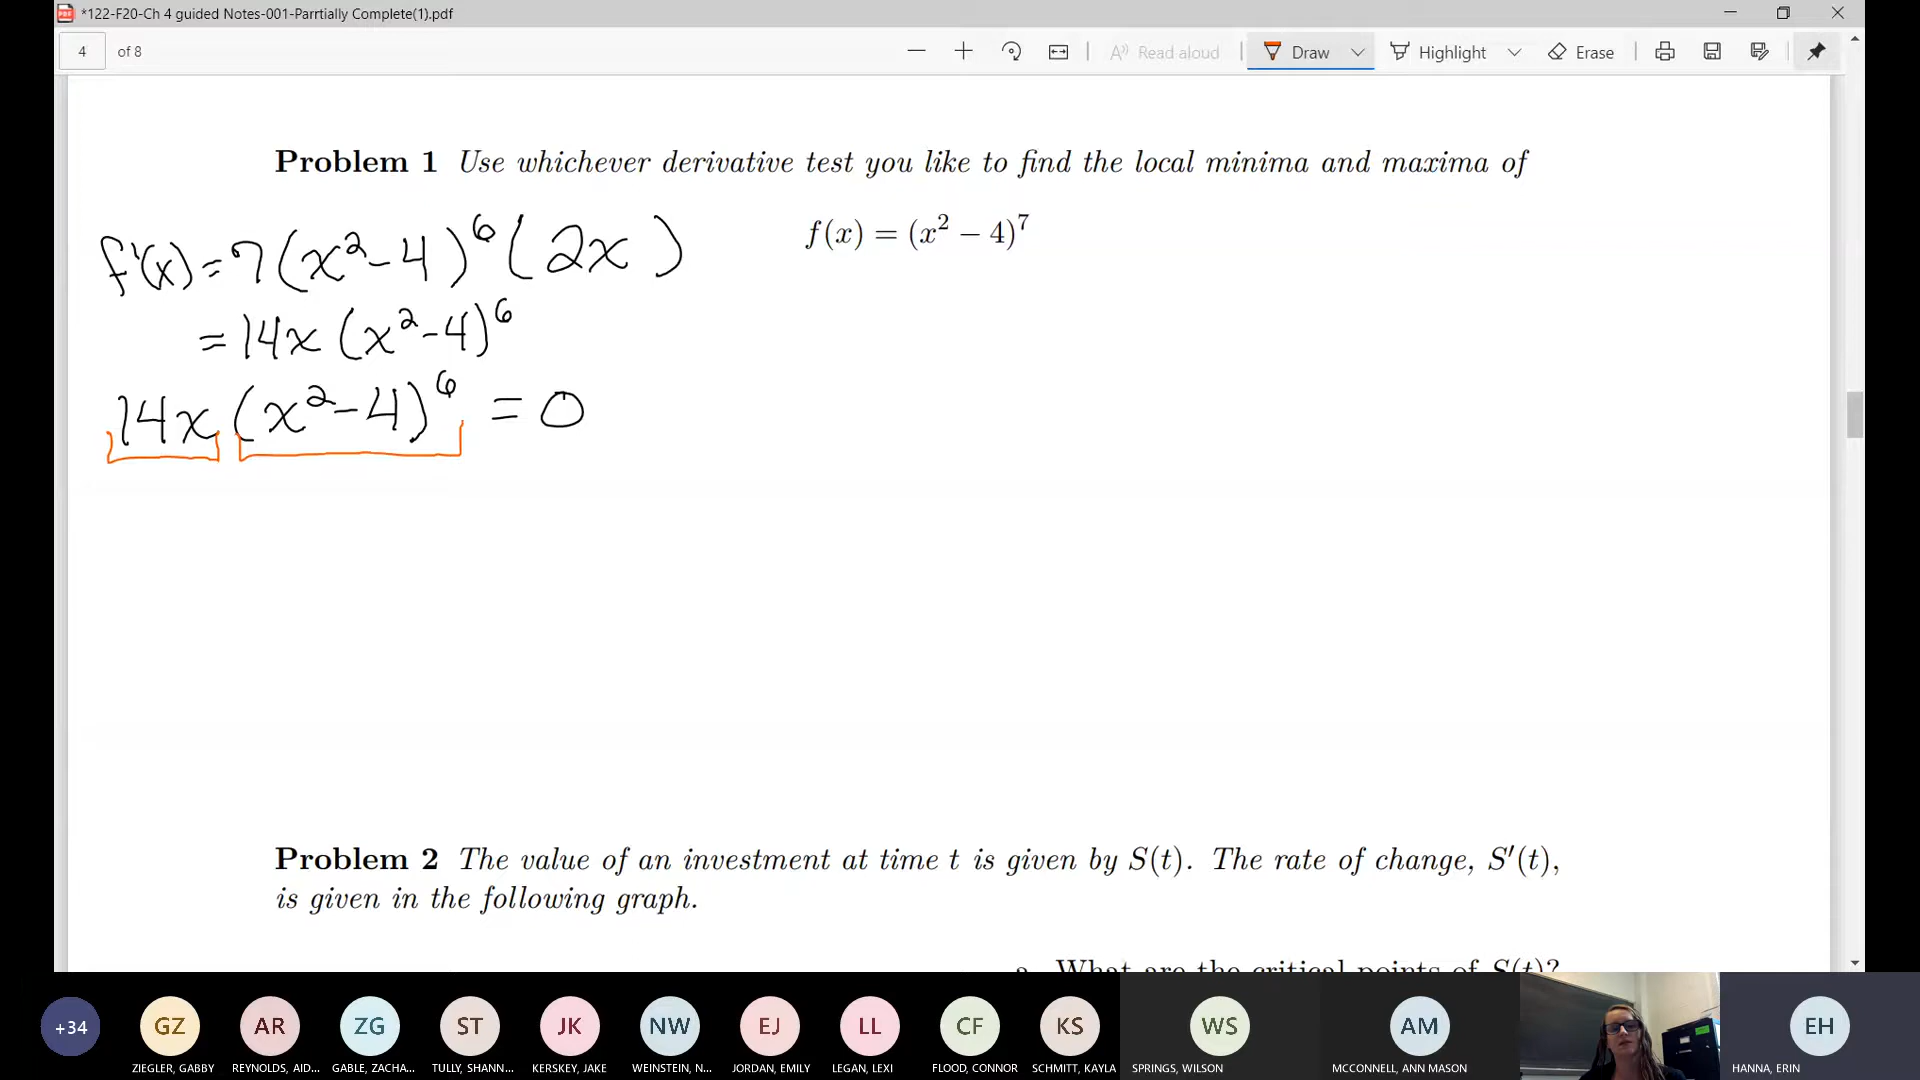 *122-F20-Ch 4 guided Notes-001-Parrtially Complete(1).pdf
4 of 8 Read aloud Draw Highlight Erase
Problem 1 Use whichever derivative test you like to find the local minima and maxima of
f(x) = (x² − 4)⁷
f'(x) = 7(x² − 4)⁶(2x)
= 14x (x² − 4)⁶
14x (x² − 4)⁶ = 0
Problem 2 The value of an investment at time t is given by S(t). The rate of change, S′(t),
is given in the following graph.
a. What are the critical points of S(t)?
+34 GZ AR ZG ST JK NW EJ LL CF KS WS AM EH
ZIEGLER, GABBY REYNOLDS, AID... GABLE, ZACHA... TULLY, SHANN... KERSKEY, JAKE WEINSTEIN, N... JORDAN, EMILY LEGAN, LEXI FLOOD, CONNOR SCHMITT, KAYLA SPRINGS, WILSON MCCONNELL, ANN MASON HANNA, ERIN